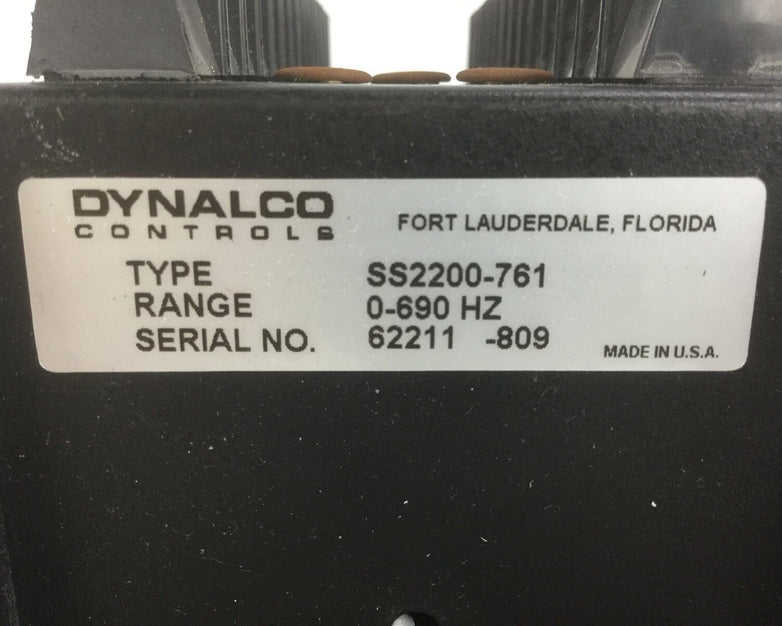 DYNALCO
CONTROLS
FORT LAUDERDALE, FLORIDA
TYPE SS2200-761
RANGE 0-690 HZ
SERIAL NO. 62211 -809
MADE IN U.S.A.